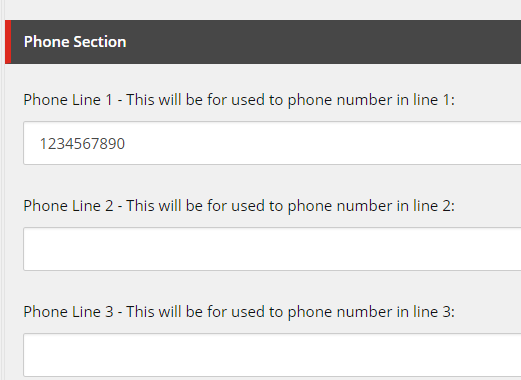 Phone Section
Phone Line 1 - This will be for used to phone number in line 1:
1234567890
Phone Line 2 - This will be for used to phone number in line 2:
Phone Line 3 - This will be for used to phone number in line 3: